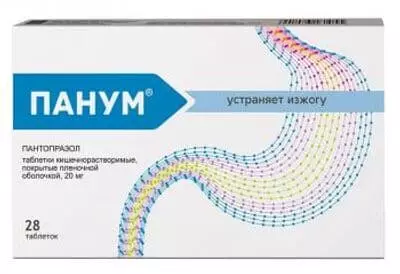 ПАНУМ®
устраняет изжогу
ПАНТОПРАЗОЛ
таблетки кишечнорастворимые,
покрытые пленочной
оболочкой, 20 мг
28
таблеток